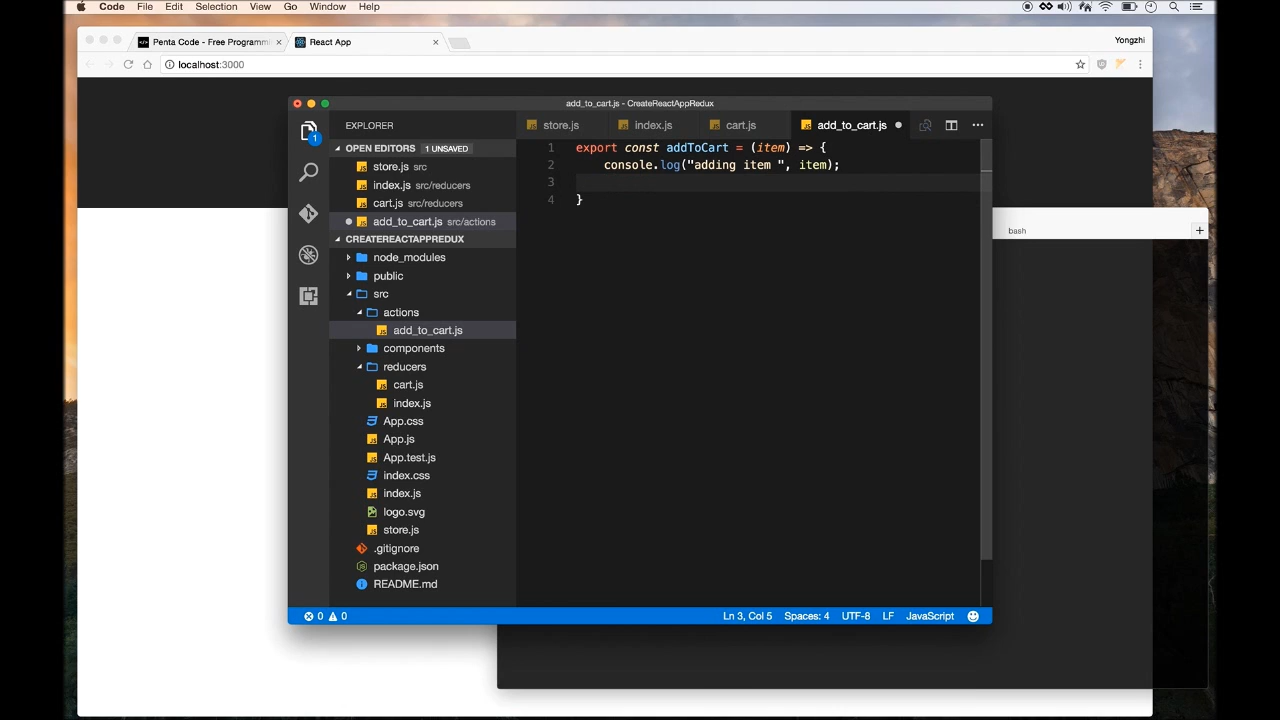 Code File Edit Selection View Go Window Help
Penta Code - Free Programmi
React App
Yongzhi
localhost:3000
add_to_cart.js - CreateReactAppRedux
EXPLORER
store.js index.js cart.js add_to_cart.js
OPEN EDITORS 1 UNSAVED
store.js src
index.js src/reducers
cart.js src/reducers
add_to_cart.js src/actions
CREATEREACTAPPREDUX
node_modules
public
src
actions
add_to_cart.js
components
reducers
cart.js
index.js
App.css
App.js
App.test.js
index.css
index.js
logo.svg
store.js
.gitignore
package.json
README.md
1
1 export const addToCart = (item) => {
2 console.log("adding item ", item);
3
4 }
bash
0 0 Ln 3, Col 5 Spaces: 4 UTF-8 LF JavaScript